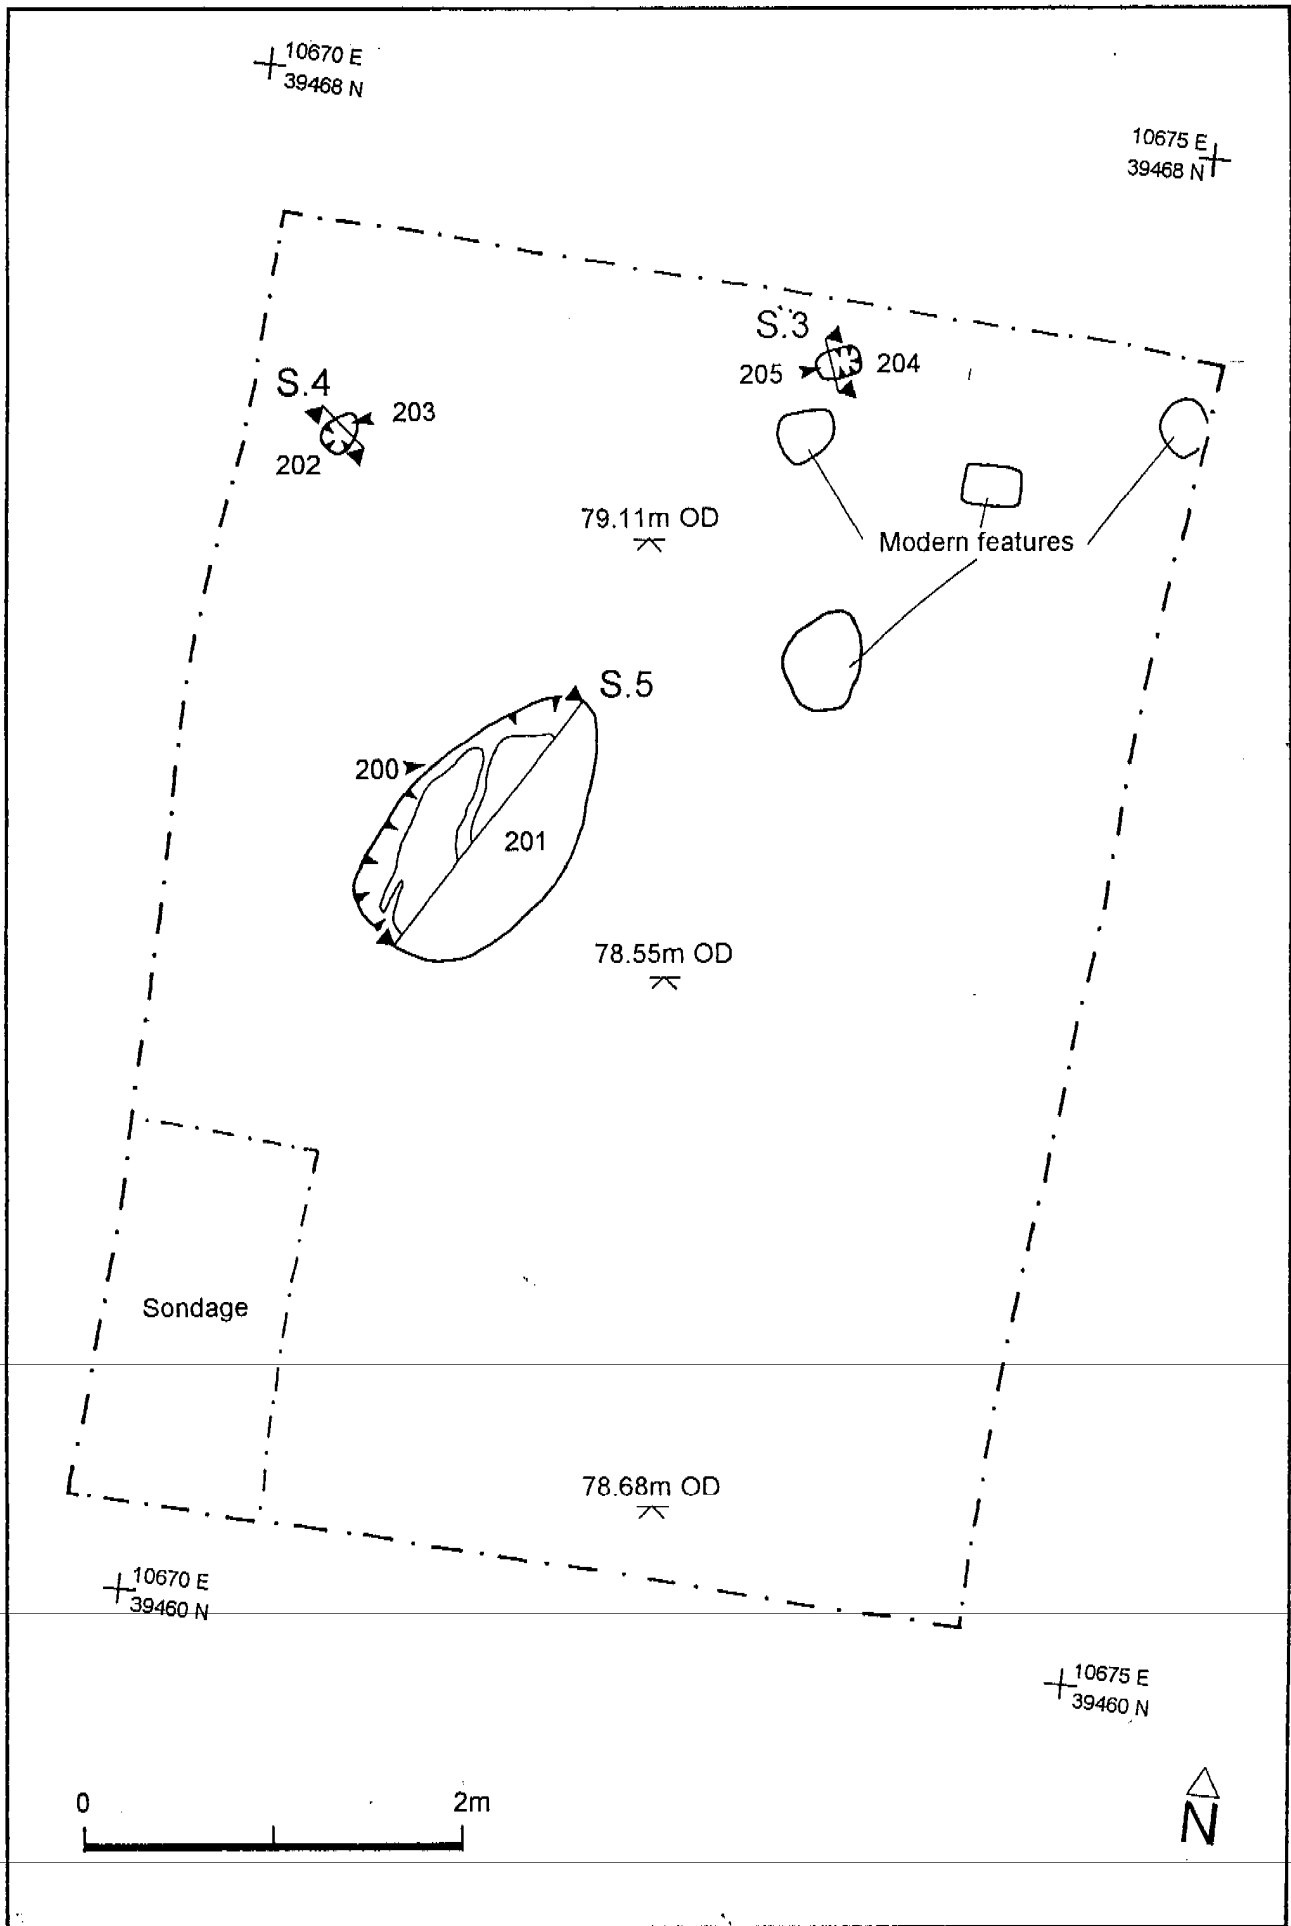 10670 E
39468 N
10675 E
39468 N
S.3
205
204
S.4
203
202
79.11m OD
Modern features
S.5
200
201
78.55m OD
Sondage
78.68m OD
10670 E
39460 N
10675 E
39460 N
0
2m
N